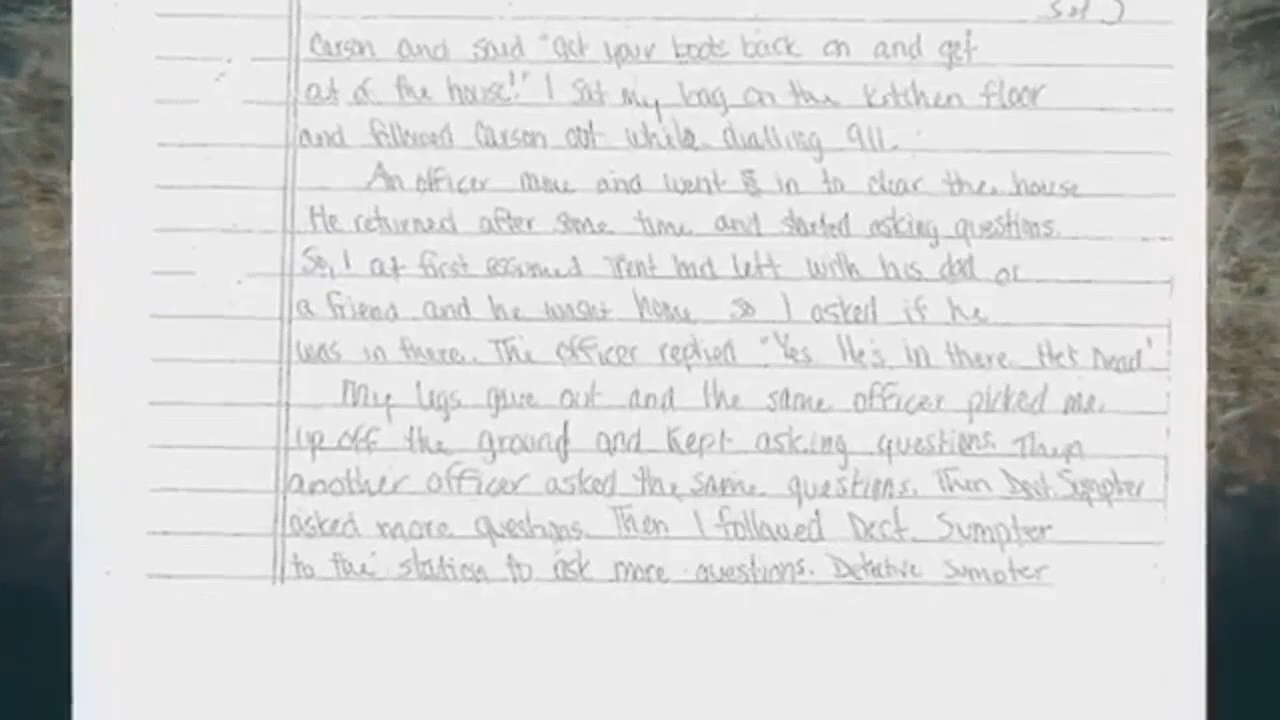 Carson and said "get your boots back on and get
out of the house!" I sat my bag on the kitchen floor
and followed Carson out while dialling 911.
An officer came and went in to clear the house
He returned after some time and started asking questions.
So, I at first assumed Trent had left with his dad or
a friend and he wasnt home so I asked if he
was in there. The officer replied "Yes. He's in there. He's Dead"
My legs gave out and the same officer picked me
up off the ground and kept asking questions. Then
another officer asked the same questions. Then Dect. Sumpter
asked more questions. Then I followed Dect. Sumpter
to the station to ask more questions. Detective Sumpter